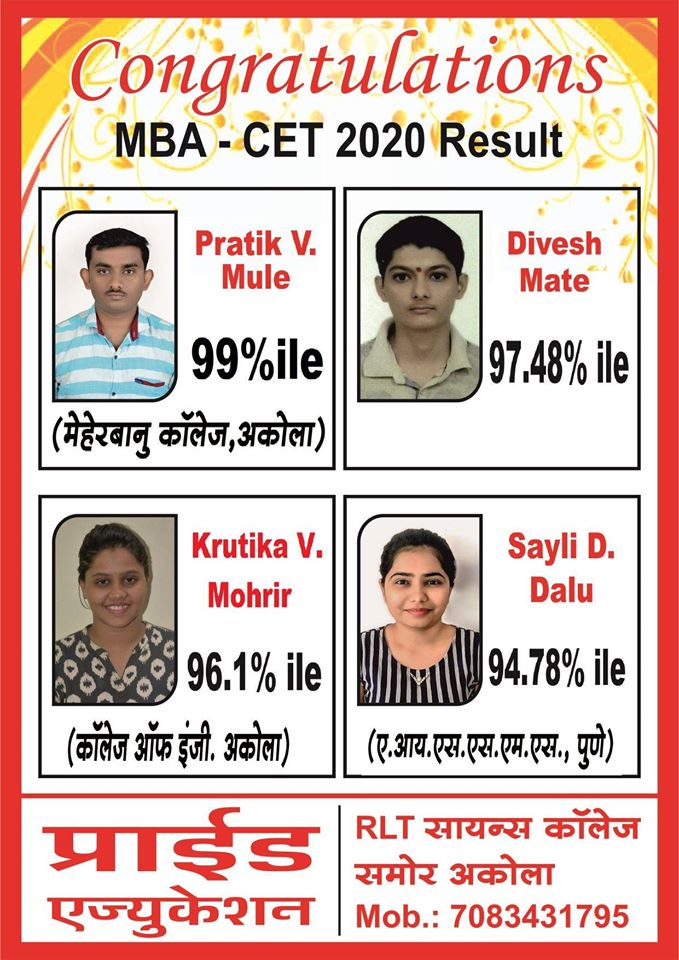 Congratulations
MBA - CET 2020 Result
Pratik V.
Mule
99%ile
(मेहेरबानु कॉलेज,अकोला)
Divesh
Mate
97.48% ile
Krutika V.
Mohrir
96.1% ile
(कॉलेज ऑफ इंजी. अकोला)
Sayli D.
Dalu
94.78% ile
(ए.आय.एस.एस.एम.एस., पुणे)
प्राईड
एज्युकेशन
RLT सायन्स कॉलेज
समोर अकोला
Mob.: 7083431795